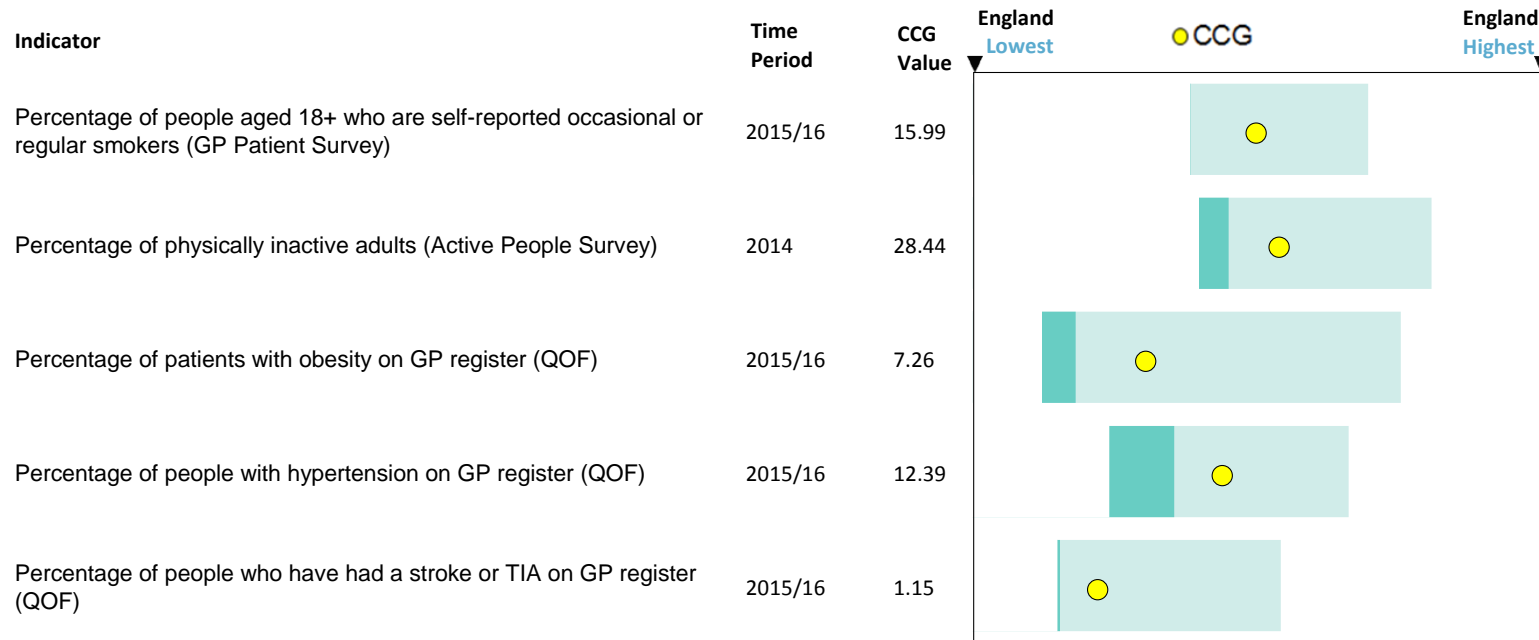 Indicator
Time
Period
CCG
Value
England
Lowest
CCG
England
Highest
Percentage of people aged 18+ who are self-reported occasional or
regular smokers (GP Patient Survey)
2015/16
15.99
Percentage of physically inactive adults (Active People Survey)
2014
28.44
Percentage of patients with obesity on GP register (QOF)
2015/16
7.26
Percentage of people with hypertension on GP register (QOF)
2015/16
12.39
Percentage of people who have had a stroke or TIA on GP register
(QOF)
2015/16
1.15